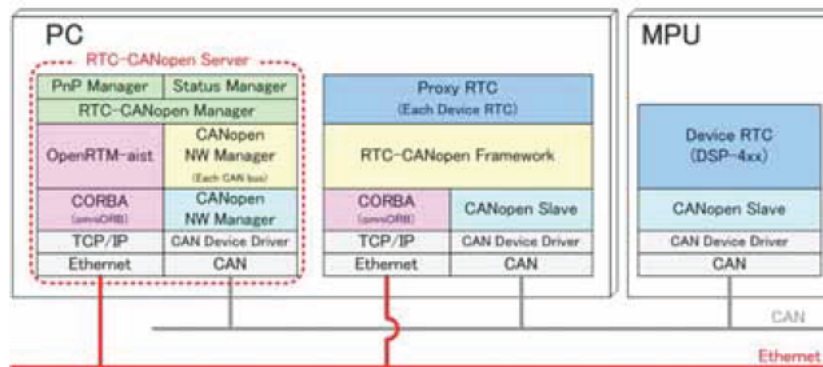 PC
RTC-CANopen Server
PnP Manager
Status Manager
RTC-CANopen Manager
OpenRTM-aist
CANopen
NW Manager
(Each CAN bus)
CORBA
(omniORB)
CANopen
NW Manager
TCP/IP
CAN Device Driver
Ethernet
CAN
Proxy RTC
(Each Device RTC)
RTC-CANopen Framework
CORBA
(omniORB)
CANopen Slave
TCP/IP
CAN Device Driver
Ethernet
CAN
MPU
Device RTC
(DSP-4xx)
CANopen Slave
CAN Device Driver
CAN
CAN
Ethernet